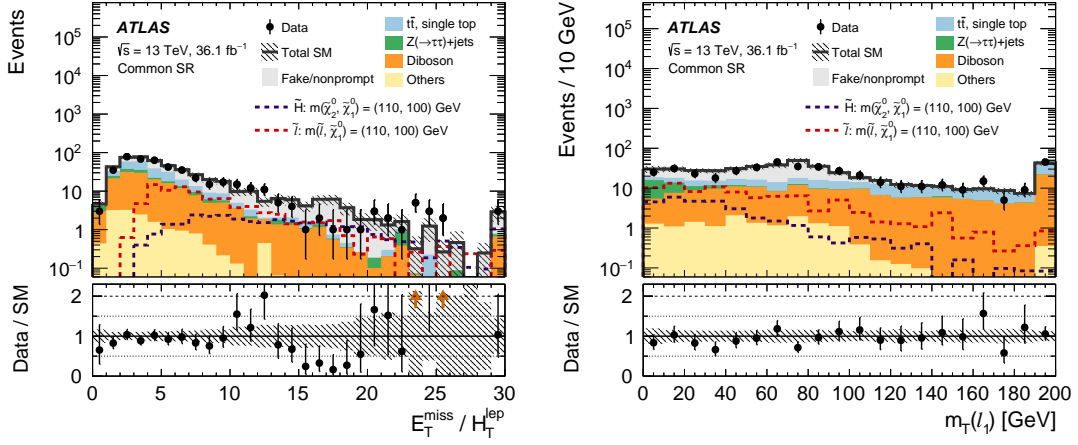 ATLAS
√s = 13 TeV, 36.1 fb⁻¹
Common SR
Data
Total SM
Fake/nonprompt
tt̄, single top
Z(→ττ)+jets
Diboson
Others
H̃: m(χ̃⁰₂, χ̃⁰₁) = (110, 100) GeV
l̃: m(l̃, χ̃⁰₁) = (110, 100) GeV
Events
10⁵
10⁴
10³
10²
10
1
10⁻¹
Data / SM
2
1
0
0 5 10 15 20 25 30
E_T^miss / H_T^lep
ATLAS
√s = 13 TeV, 36.1 fb⁻¹
Common SR
Data
Total SM
Fake/nonprompt
tt̄, single top
Z(→ττ)+jets
Diboson
Others
H̃: m(χ̃⁰₂, χ̃⁰₁) = (110, 100) GeV
l̃: m(l̃, χ̃⁰₁) = (110, 100) GeV
Events / 10 GeV
10⁵
10⁴
10³
10²
10
1
10⁻¹
Data / SM
2
1
0
0 20 40 60 80 100 120 140 160 180 200
m_T(l₁) [GeV]